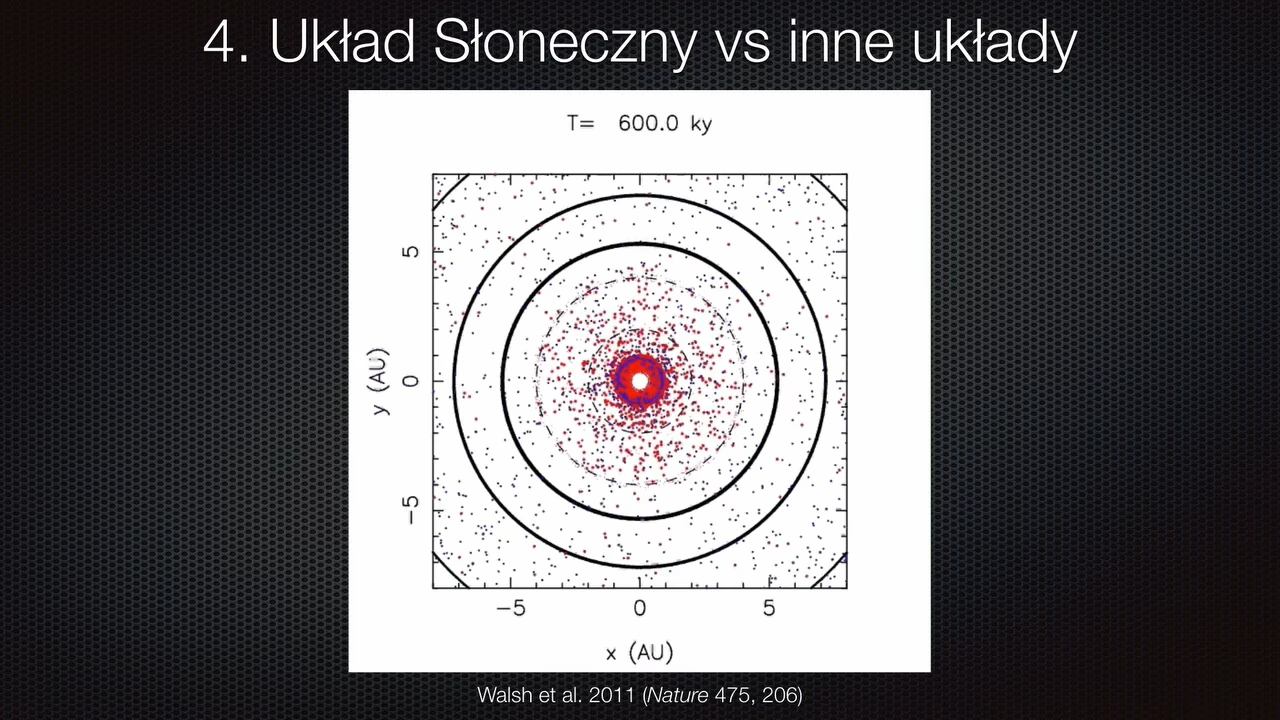 4. Układ Słoneczny vs inne układy
T= 600.0 ky
5
0
−5
y (AU)
−5 0 5
x (AU)
Walsh et al. 2011 (Nature 475, 206)